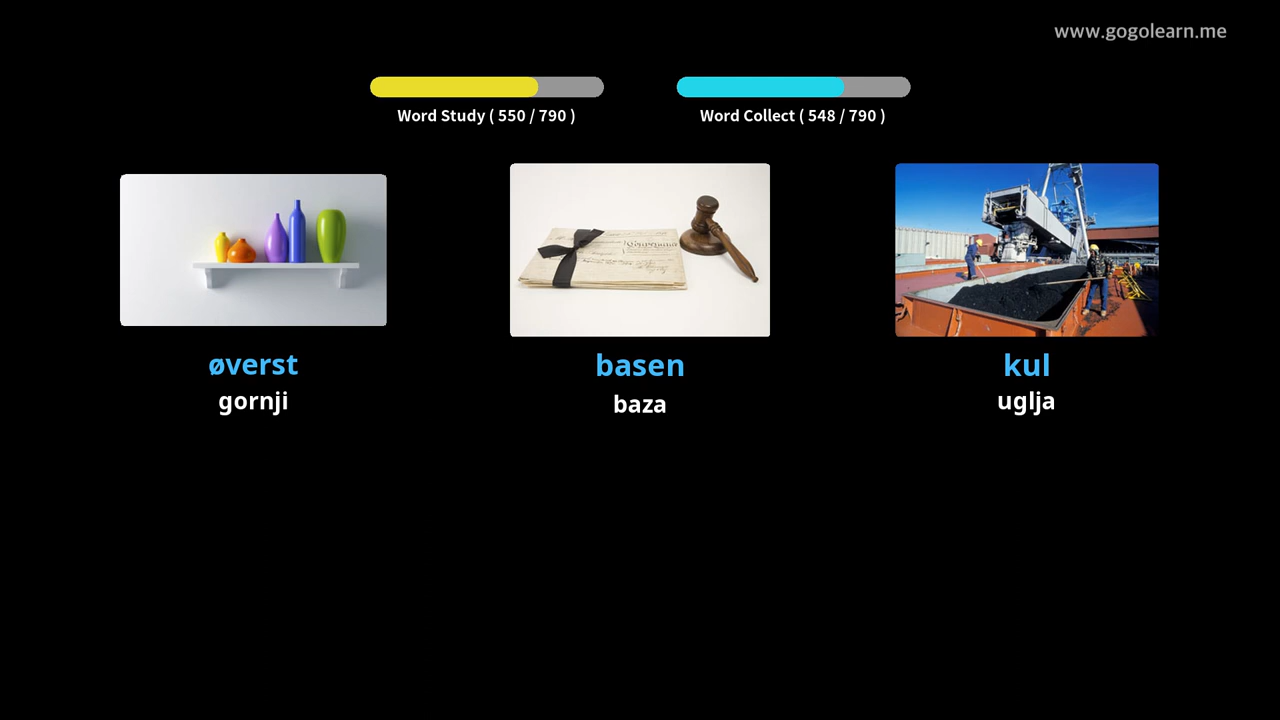 www.gogolearn.me
Word Study ( 550 / 790 )
Word Collect ( 548 / 790 )
øverst
basen
kul
gornji
baza
uglja